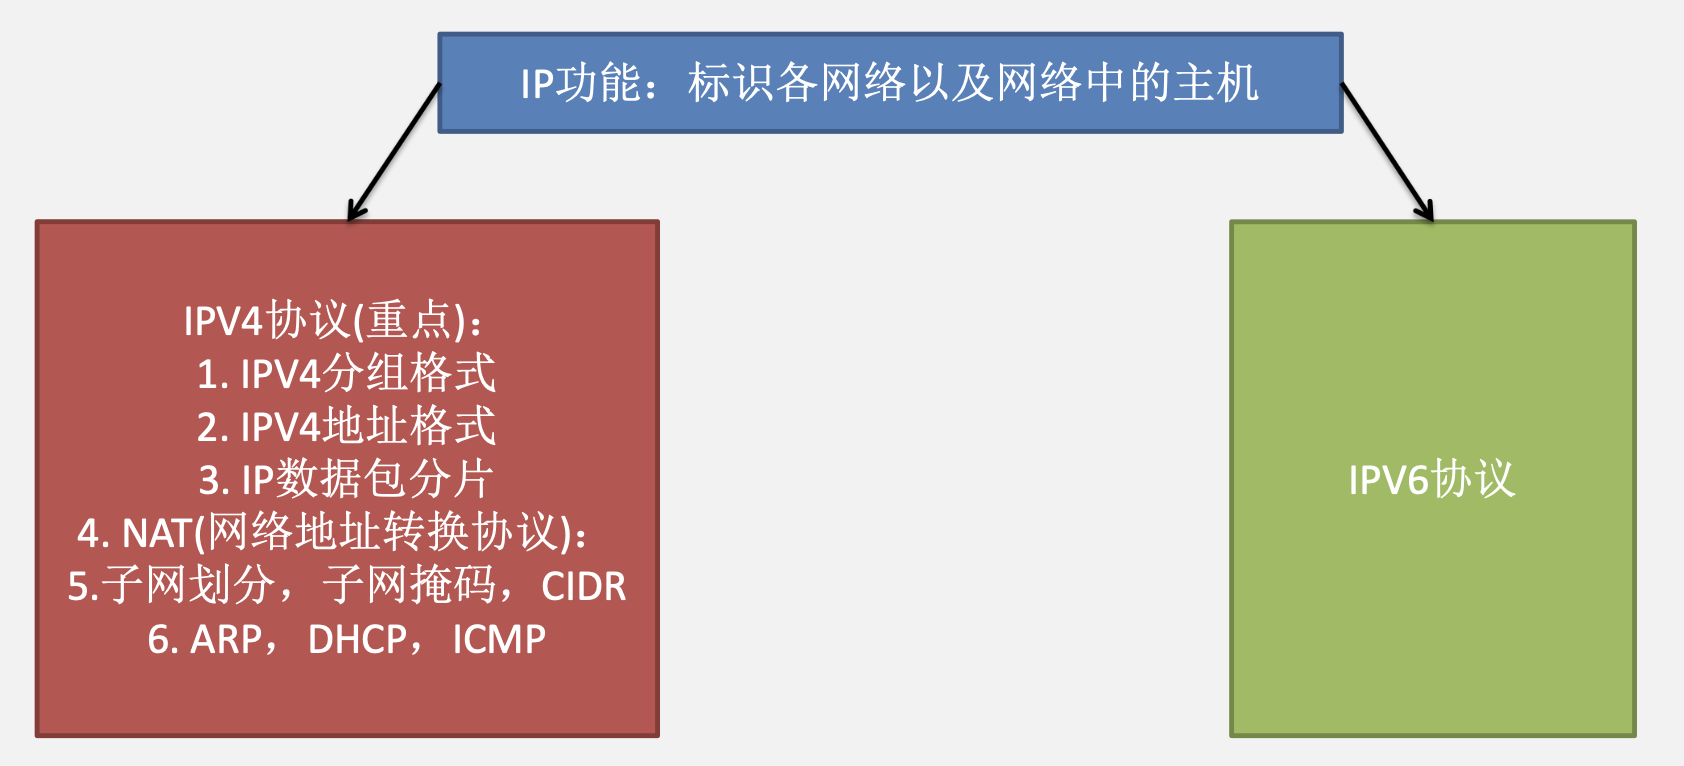 IP功能：标识各网络以及网络中的主机
IPV4协议(重点)：
1. IPV4分组格式
2. IPV4地址格式
3. IP数据包分片
4. NAT(网络地址转换协议)：
5.子网划分，子网掩码，CIDR
6. ARP，DHCP，ICMP
IPV6协议